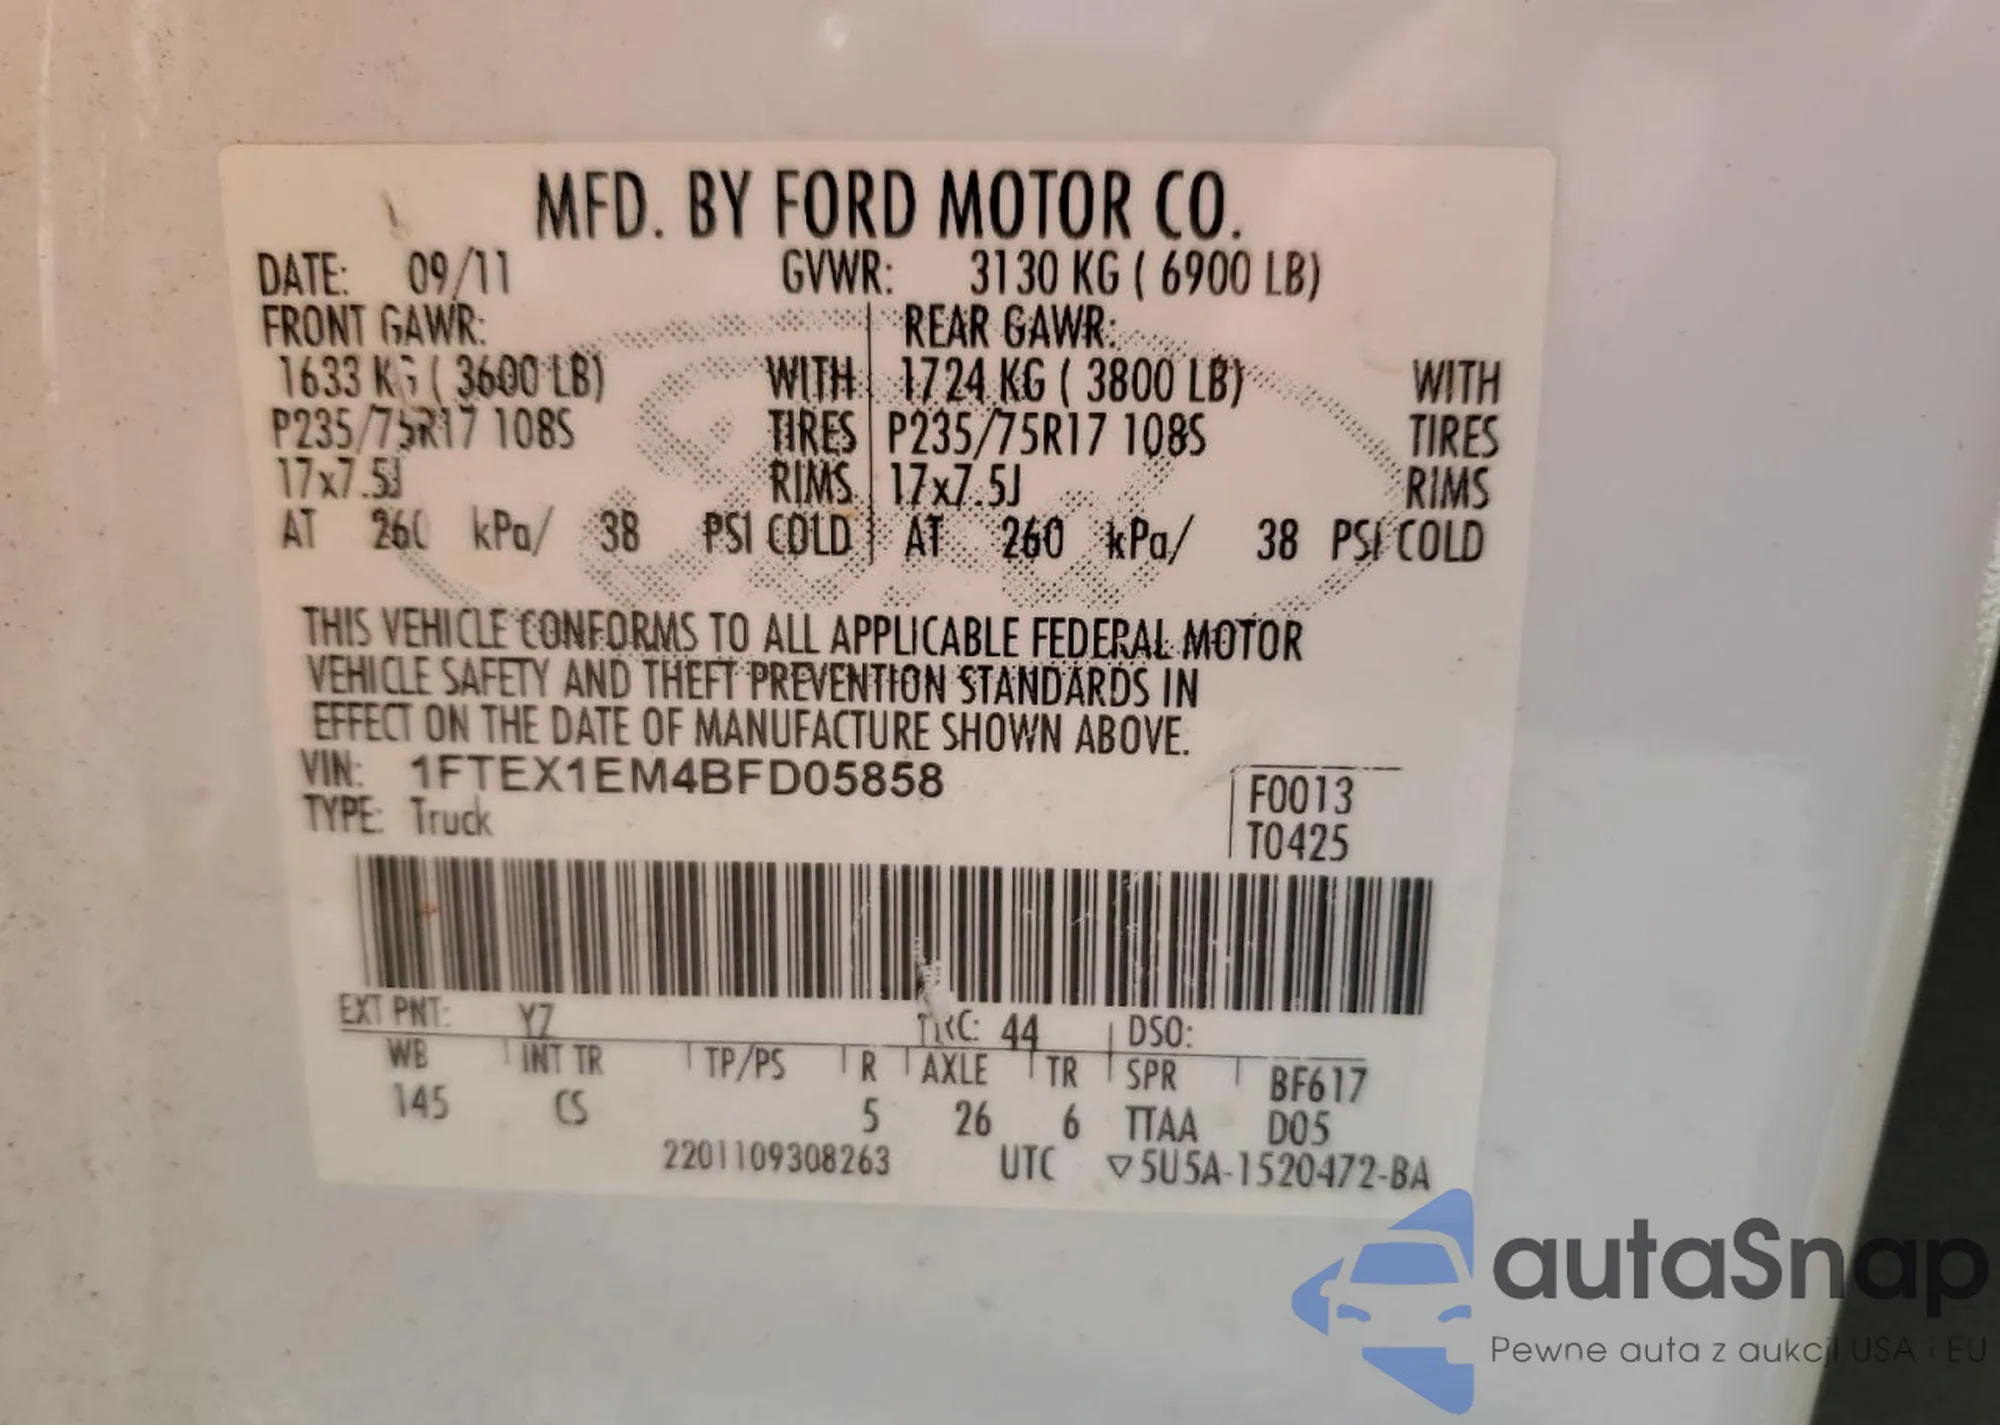 MFD. BY FORD MOTOR CO.
DATE: 09/11 GVWR: 3130 KG ( 6900 LB)
FRONT GAWR: REAR GAWR:
1633 KG ( 3600 LB) WITH 1724 KG ( 3800 LB) WITH
P235/75R17 108S TIRES P235/75R17 108S TIRES
17x7.5J RIMS 17x7.5J RIMS
AT 260 kPa/ 38 PSI COLD AT 260 kPa/ 38 PSI COLD
THIS VEHICLE CONFORMS TO ALL APPLICABLE FEDERAL MOTOR
VEHICLE SAFETY AND THEFT PREVENTION STANDARDS IN
EFFECT ON THE DATE OF MANUFACTURE SHOWN ABOVE.
VIN: 1FTEX1EM4BFD05858
TYPE: Truck
F0013
T0425
EXT PNT: YZ RC: 44 DSO:
WB INT TR TP/PS R AXLE TR SPR BF617
145 CS 5 26 6 TTAA D05
2201109308263 UTC ▽5U5A-1520472-BA
autaSnap
Pewne auta z aukcji USA i EU